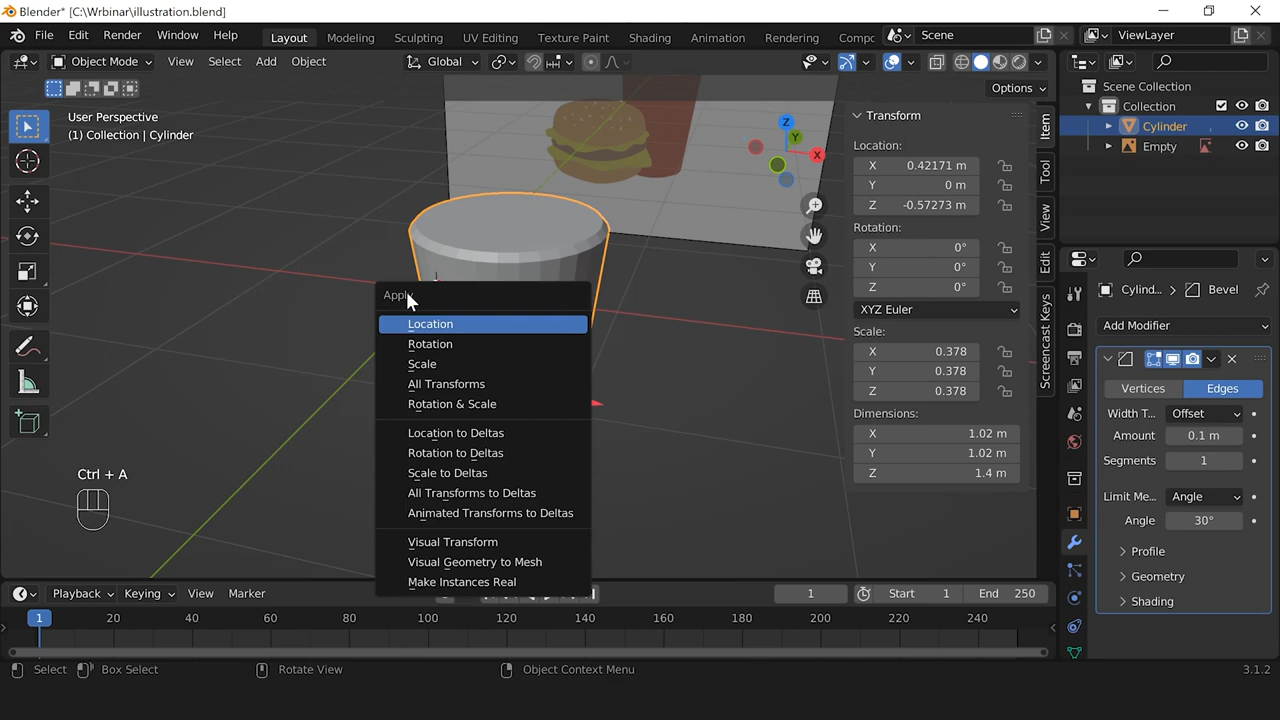 Blender* [C:\Wrbinar\illustration.blend]
File Edit Render Window Help Layout Modeling Sculpting UV Editing Texture Paint Shading Animation Rendering Compc Scene ViewLayer
Object Mode View Select Add Object Global
Options
User Perspective
(1) Collection | Cylinder
Z
Y
X
Transform
Location:
X 0.42171 m
Y 0 m
Z -0.57273 m
Rotation:
X 0°
Y 0°
Z 0°
XYZ Euler
Scale:
X 0.378
Y 0.378
Z 0.378
Dimensions:
X 1.02 m
Y 1.02 m
Z 1.4 m
Item
Tool
View
Edit
Screencast Keys
Scene Collection
Collection
Cylinder
Empty
Cylind... > Bevel
Add Modifier
Vertices Edges
Width T... Offset
Amount 0.1 m
Segments 1
Limit Me... Angle
Angle 30°
Profile
Geometry
Shading
Apply
Location
Rotation
Scale
All Transforms
Rotation & Scale
Location to Deltas
Rotation to Deltas
Scale to Deltas
All Transforms to Deltas
Animated Transforms to Deltas
Visual Transform
Visual Geometry to Mesh
Make Instances Real
Ctrl + A
Playback Keying View Marker 1 Start 1 End 250
1 20 40 60 80 100 120 140 160 180 200 220 240
Select Box Select Rotate View Object Context Menu 3.1.2